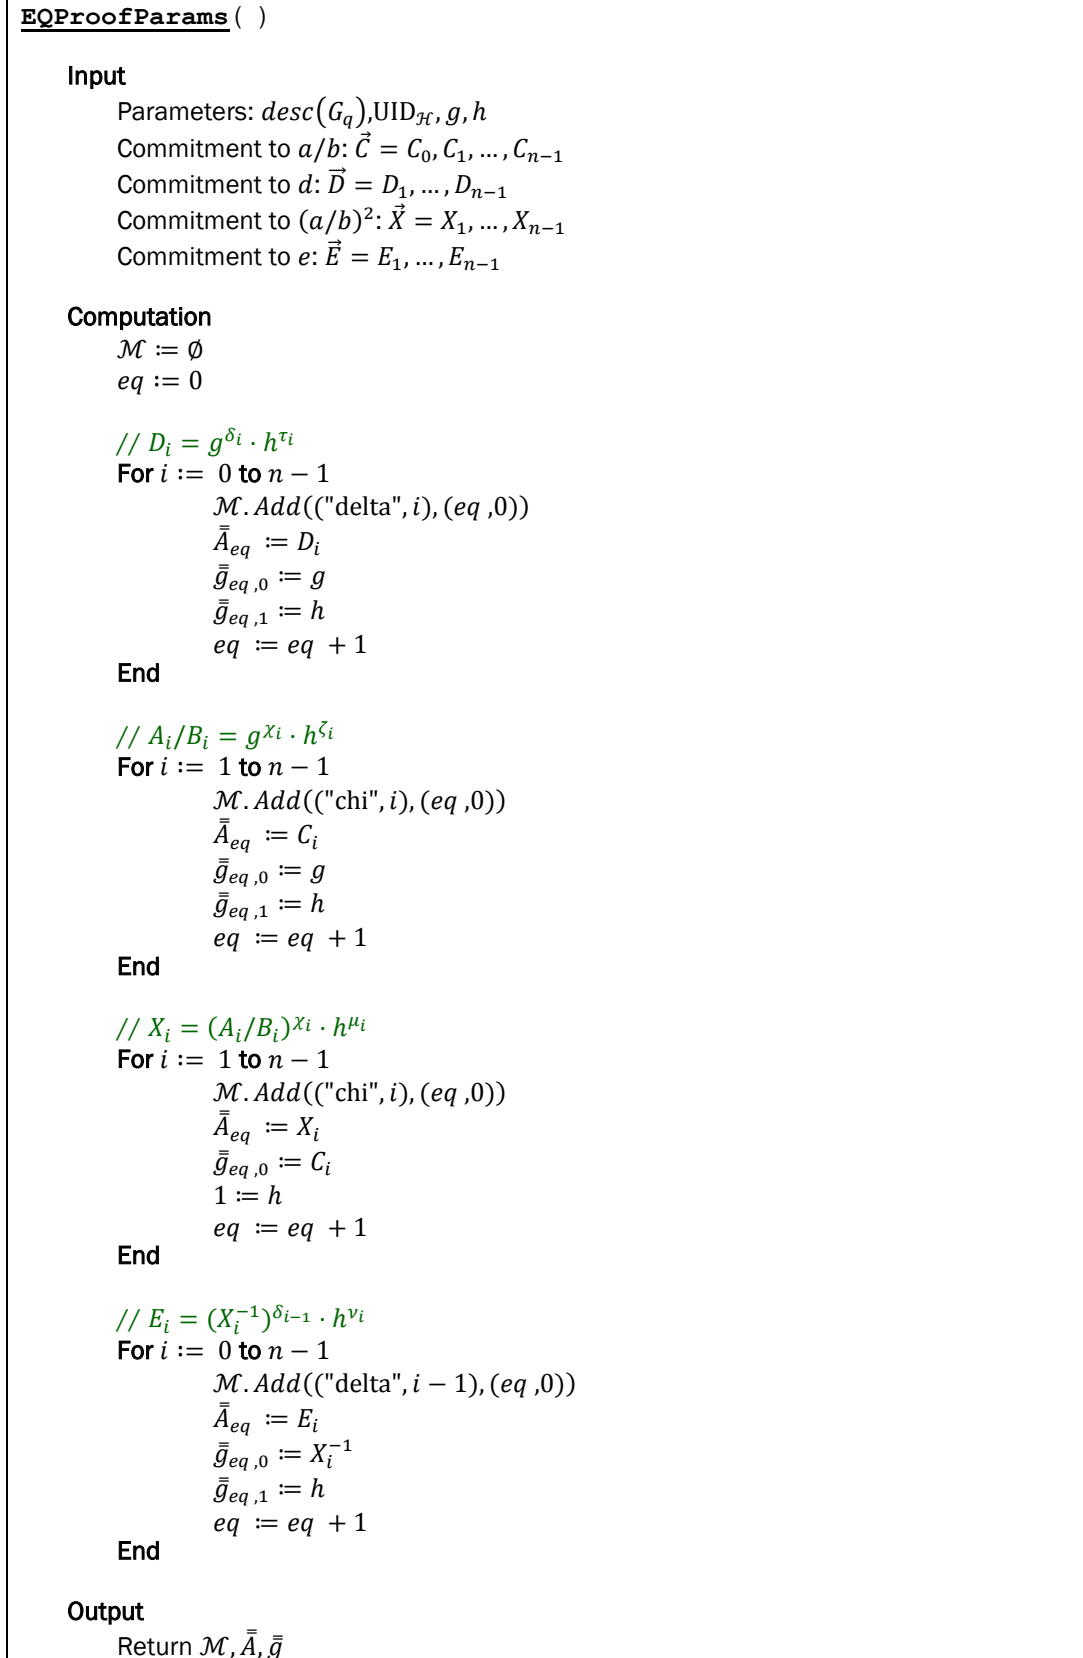 EQProofParams( )
Input
Parameters: desc(G_q),UID_ℋ, g, h
Commitment to a/b: C⃗ = C_0, C_1, … , C_{n−1}
Commitment to d: D⃗ = D_1, … , D_{n−1}
Commitment to (a/b)^2: X⃗ = X_1, … , X_{n−1}
Commitment to e: E⃗ = E_1, … , E_{n−1}
Computation
ℳ ≔ ∅
eq ≔ 0
// D_i = g^{δ_i} · h^{τ_i}
For i ≔ 0 to n − 1
ℳ. Add(("delta", i), (eq ,0))
A̿_{eq} ≔ D_i
g̿_{eq ,0} ≔ g
g̿_{eq ,1} ≔ h
eq ≔ eq + 1
End
// A_i/B_i = g^{χ_i} · h^{ζ_i}
For i ≔ 1 to n − 1
ℳ. Add(("chi", i), (eq ,0))
A̿_{eq} ≔ C_i
g̿_{eq ,0} ≔ g
g̿_{eq ,1} ≔ h
eq ≔ eq + 1
End
// X_i = (A_i/B_i)^{χ_i} · h^{μ_i}
For i ≔ 1 to n − 1
ℳ. Add(("chi", i), (eq ,0))
A̿_{eq} ≔ X_i
g̿_{eq ,0} ≔ C_i
1 ≔ h
eq ≔ eq + 1
End
// E_i = (X_i^{−1})^{δ_{i−1}} · h^{ν_i}
For i ≔ 0 to n − 1
ℳ. Add(("delta", i − 1), (eq ,0))
A̿_{eq} ≔ E_i
g̿_{eq ,0} ≔ X_i^{−1}
g̿_{eq ,1} ≔ h
eq ≔ eq + 1
End
Output
Return ℳ, A̿, g̿